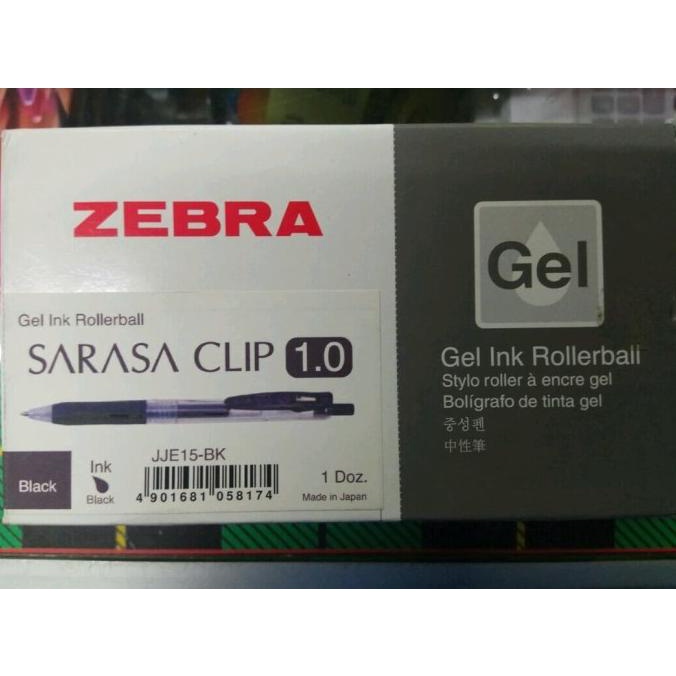 ZEBRA
Gel Ink Rollerball
SARASA CLIP 1.0
JJE15-BK
Black
Ink
Black
4 901681 058174
1 Doz.
Made in Japan
Gel
Gel Ink Rollerball
Stylo roller à encre gel
Bolígrafo de tinta gel
중성펜
中性筆